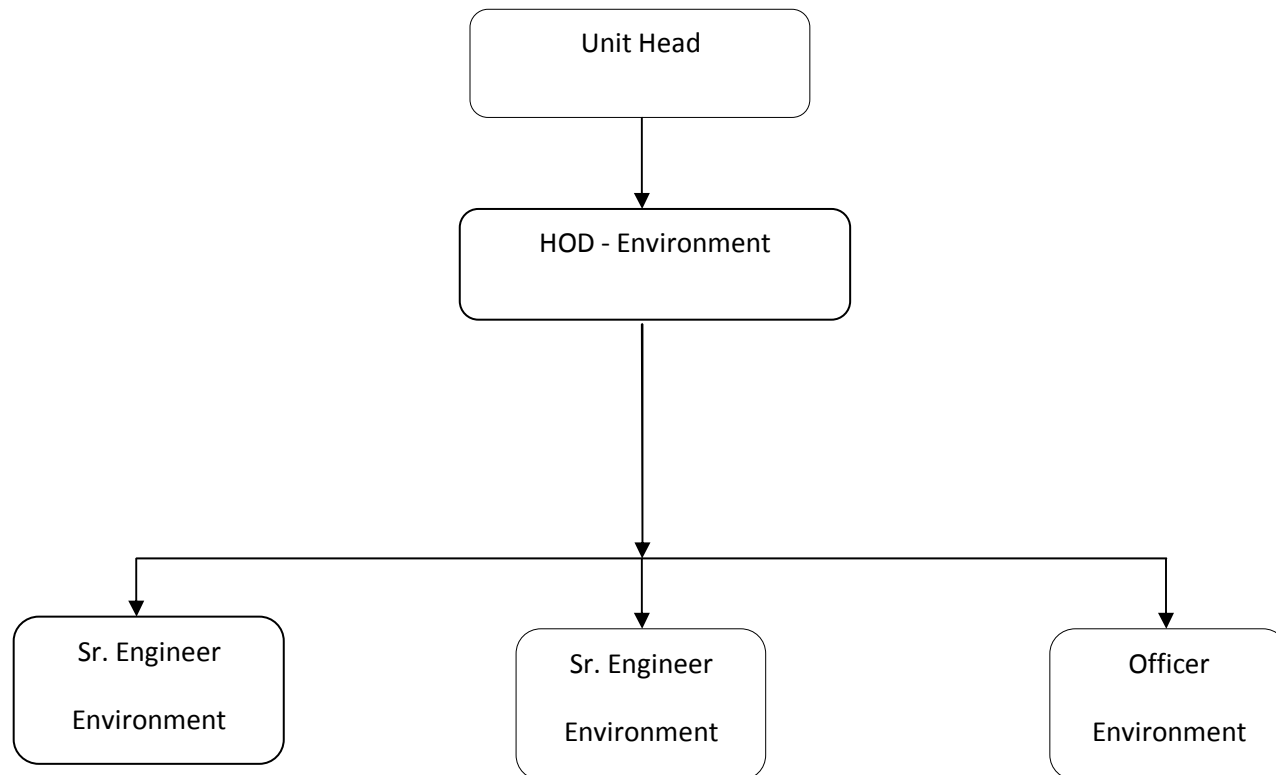 Unit Head
HOD - Environment
Sr. Engineer
Environment
Sr. Engineer
Environment
Officer
Environment